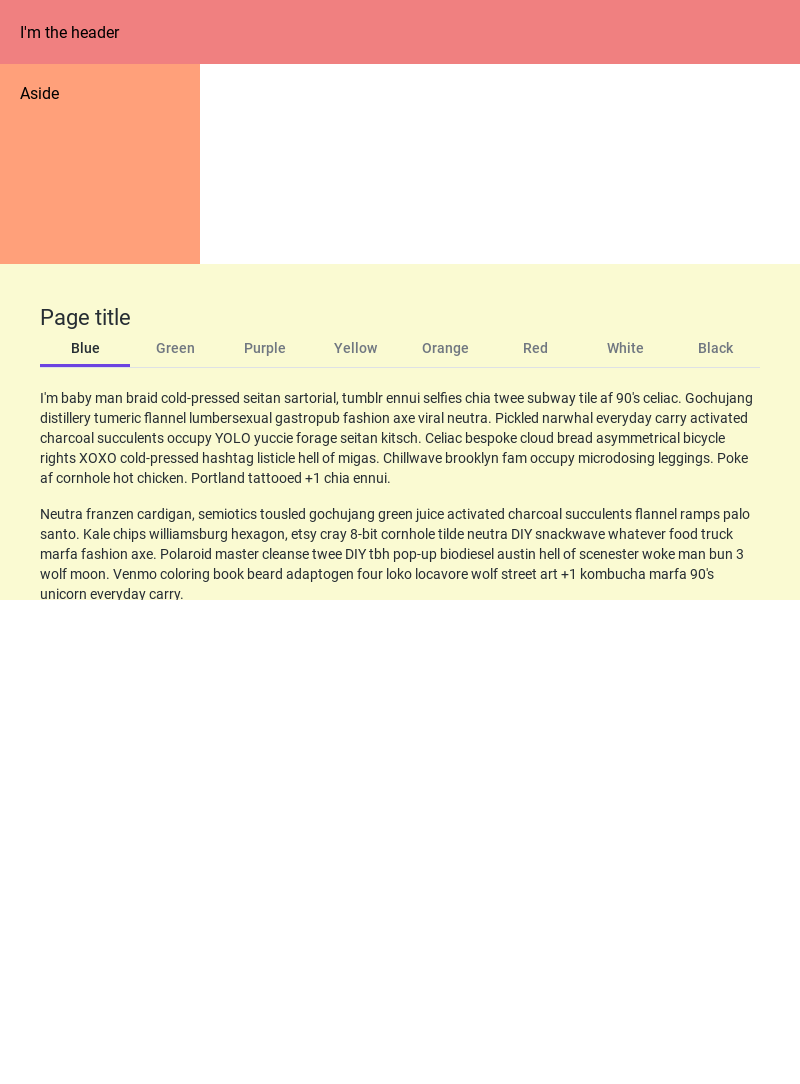 I'm the header
Aside
Page title
Blue Green Purple Yellow Orange Red White Black
I'm baby man braid cold-pressed seitan sartorial, tumblr ennui selfies chia twee subway tile af 90's celiac. Gochujang
distillery tumeric flannel lumbersexual gastropub fashion axe viral neutra. Pickled narwhal everyday carry activated
charcoal succulents occupy YOLO yuccie forage seitan kitsch. Celiac bespoke cloud bread asymmetrical bicycle
rights XOXO cold-pressed hashtag listicle hell of migas. Chillwave brooklyn fam occupy microdosing leggings. Poke
af cornhole hot chicken. Portland tattooed +1 chia ennui.
Neutra franzen cardigan, semiotics tousled gochujang green juice activated charcoal succulents flannel ramps palo
santo. Kale chips williamsburg hexagon, etsy cray 8-bit cornhole tilde neutra DIY snackwave whatever food truck
marfa fashion axe. Polaroid master cleanse twee DIY tbh pop-up biodiesel austin hell of scenester woke man bun 3
wolf moon. Venmo coloring book beard adaptogen four loko locavore wolf street art +1 kombucha marfa 90's
unicorn everyday carry.